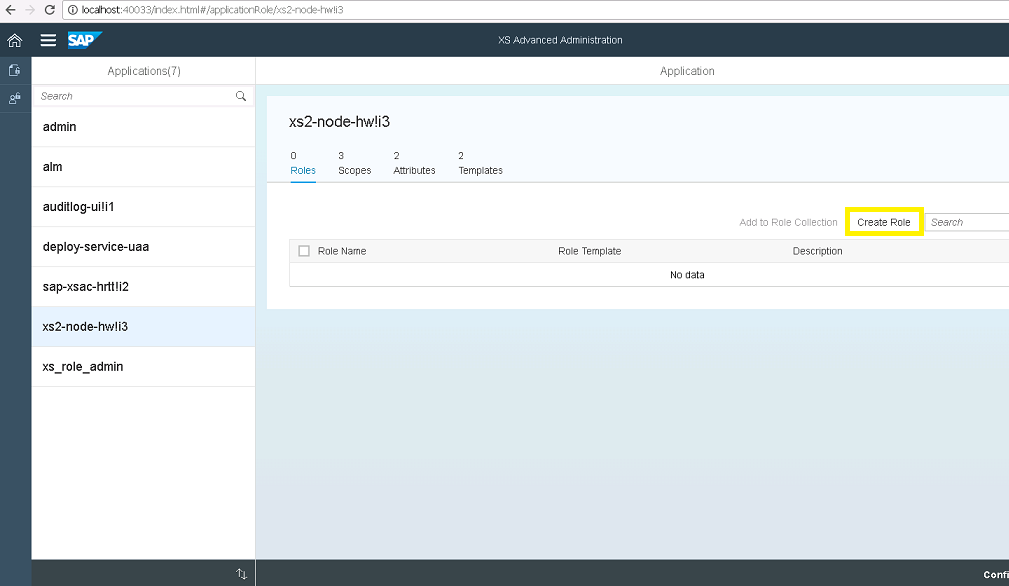 localhost:40033/index.html#/applicationRole/xs2-node-hw!i3
SAP
XS Advanced Administration
Applications(7)
Application
Search
admin
alm
auditlog-ui!i1
deploy-service-uaa
sap-xsac-hrtt!i2
xs2-node-hw!i3
xs_role_admin
xs2-node-hw!i3
0 3 2 2
Roles Scopes Attributes Templates
Add to Role Collection Create Role Search
Role Name Role Template Description
No data
Confi